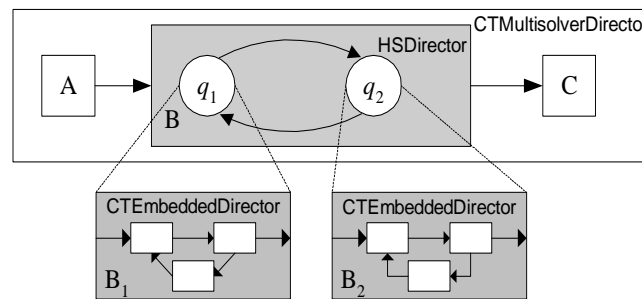 CTMultisolverDirecto
HSDirector
A
q1
q2
C
B
CTEmbeddedDirector
CTEmbeddedDirector
B1
B2